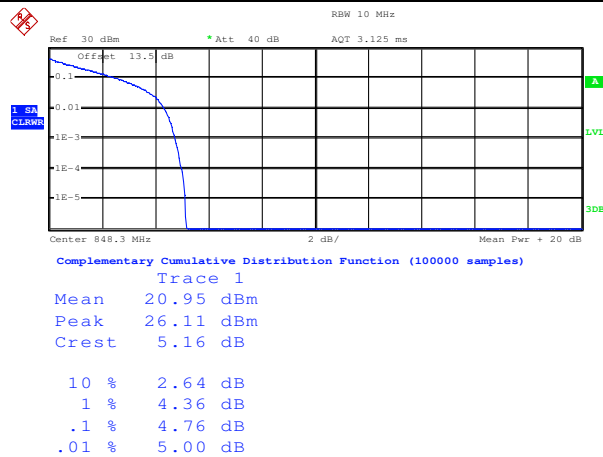 R&S
RBW 10 MHz
Ref 30 dBm * Att 40 dB AQT 3.125 ms
Offset 13.5 dB
0.1
A
0.01
1 SA
CLRWR
1E-3
LVL
1E-4
1E-5
3DB
Center 848.3 MHz 2 dB/ Mean Pwr + 20 dB
Complementary Cumulative Distribution Function (100000 samples)
Trace 1
Mean 20.95 dBm
Peak 26.11 dBm
Crest 5.16 dB
10 % 2.64 dB
1 % 4.36 dB
.1 % 4.76 dB
.01 % 5.00 dB